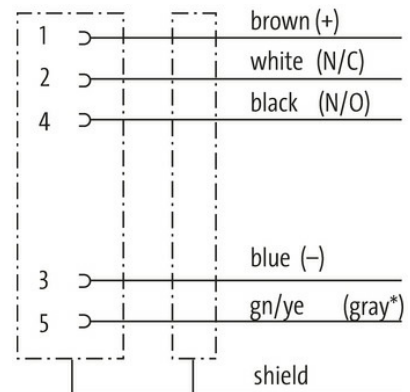 1 brown (+)
2 white (N/C)
4 black (N/O)
3 blue (–)
5 gn/ye (gray*)
shield